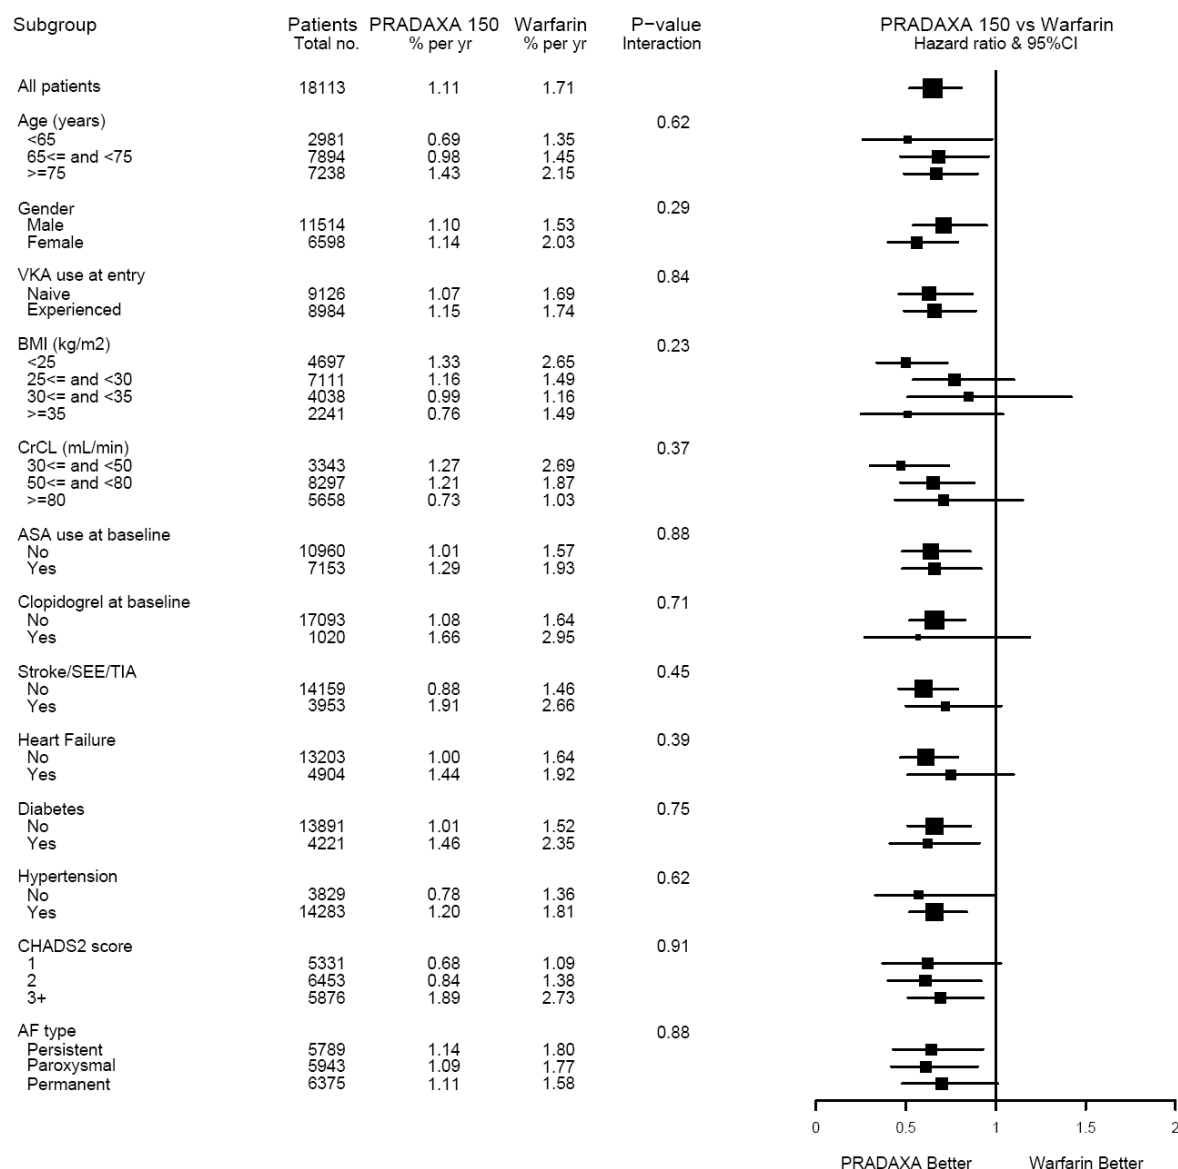 Subgroup Patients PRADAXA 150 Warfarin P−value PRADAXA 150 vs Warfarin
Total no. % per yr % per yr Interaction Hazard ratio & 95%CI
All patients 18113 1.11 1.71
Age (years) 0.62
<65 2981 0.69 1.35
65<= and <75 7894 0.98 1.45
>=75 7238 1.43 2.15
Gender 0.29
Male 11514 1.10 1.53
Female 6598 1.14 2.03
VKA use at entry 0.84
Naive 9126 1.07 1.69
Experienced 8984 1.15 1.74
BMI (kg/m2) 0.23
<25 4697 1.33 2.65
25<= and <30 7111 1.16 1.49
30<= and <35 4038 0.99 1.16
>=35 2241 0.76 1.49
CrCL (mL/min) 0.37
30<= and <50 3343 1.27 2.69
50<= and <80 8297 1.21 1.87
>=80 5658 0.73 1.03
ASA use at baseline 0.88
No 10960 1.01 1.57
Yes 7153 1.29 1.93
Clopidogrel at baseline 0.71
No 17093 1.08 1.64
Yes 1020 1.66 2.95
Stroke/SEE/TIA 0.45
No 14159 0.88 1.46
Yes 3953 1.91 2.66
Heart Failure 0.39
No 13203 1.00 1.64
Yes 4904 1.44 1.92
Diabetes 0.75
No 13891 1.01 1.52
Yes 4221 1.46 2.35
Hypertension 0.62
No 3829 0.78 1.36
Yes 14283 1.20 1.81
CHADS2 score 0.91
1 5331 0.68 1.09
2 6453 0.84 1.38
3+ 5876 1.89 2.73
AF type 0.88
Persistent 5789 1.14 1.80
Paroxysmal 5943 1.09 1.77
Permanent 6375 1.11 1.58
0 0.5 1 1.5 2
PRADAXA Better Warfarin Better